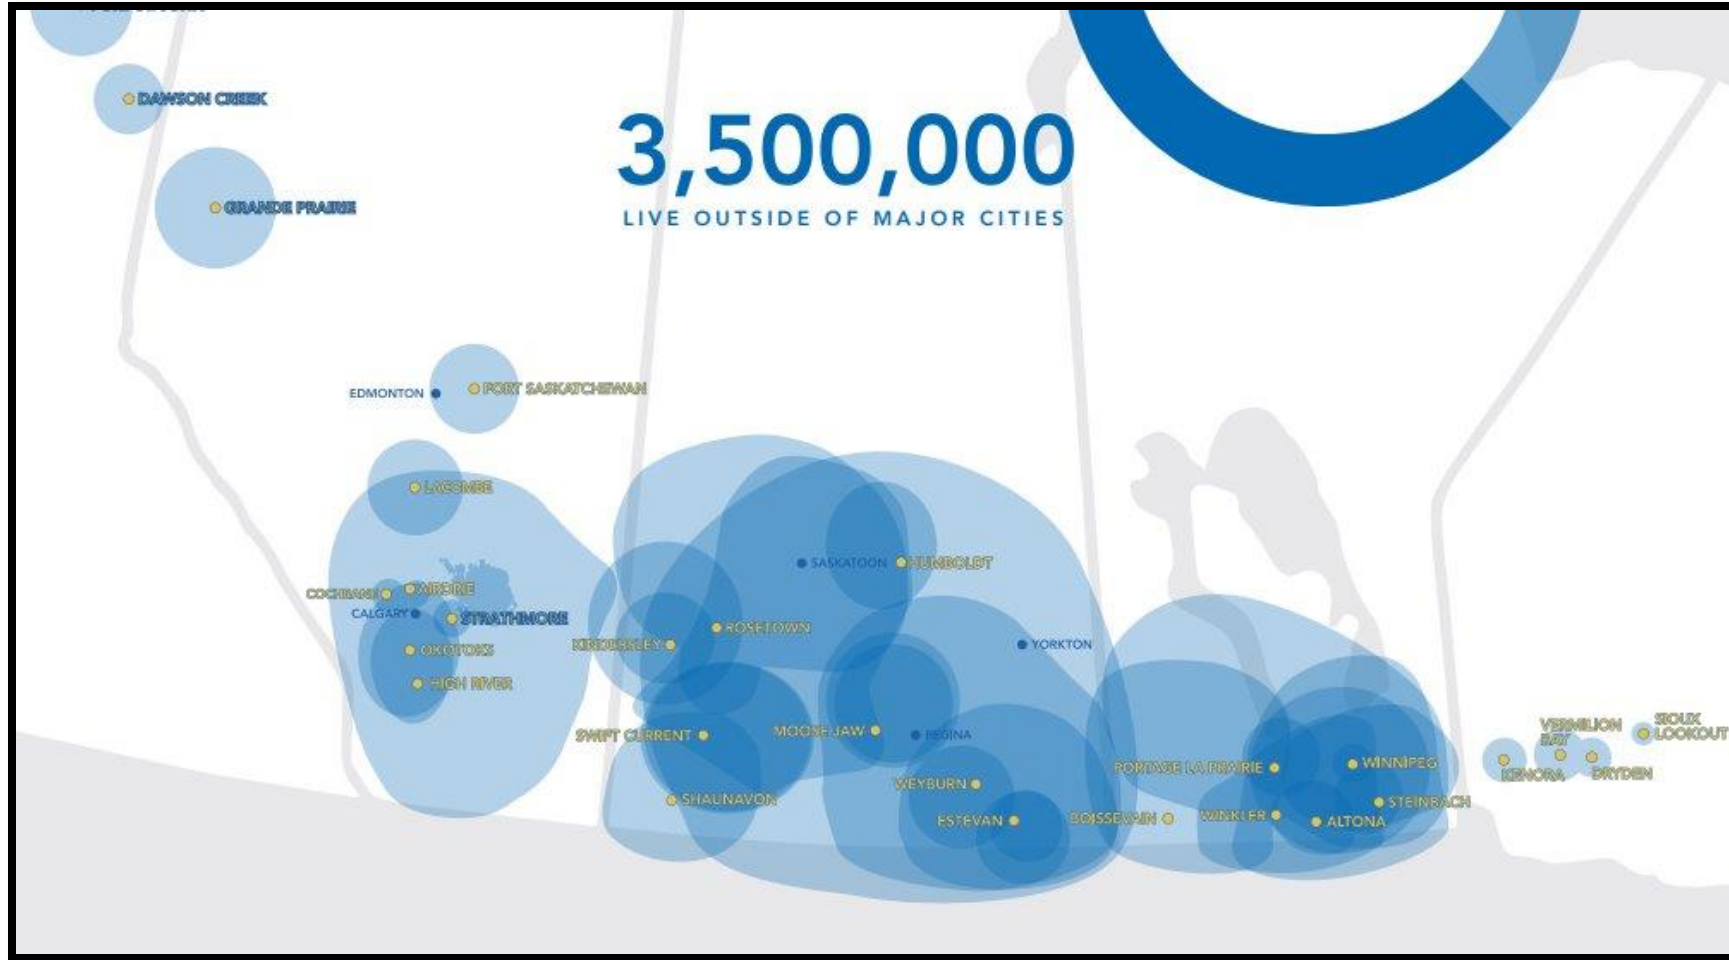 DAWSON CREEK
3,500,000
LIVE OUTSIDE OF MAJOR CITIES
GRANDE PRAIRIE
EDMONTON
FORT SASKATCHEWAN
LACOMBE
COCHRANE
AIRDRIE
CALGARY
STRATHMORE
OKOTOKS
HIGH RIVER
SASKATOON
HUMBOLDT
ROSETOWN
KINDERSLEY
YORKTON
SWIFT CURRENT
MOOSE JAW
REGINA
SHAUNAVON
WEYBURN
ESTEVAN
BOISSEVAIN
PORTAGE LA PRAIRIE
WINKLER
WINNIPEG
STEINBACH
ALTONA
KENORA
VERMILION
BAY
DRYDEN
SIOUX
LOOKOUT